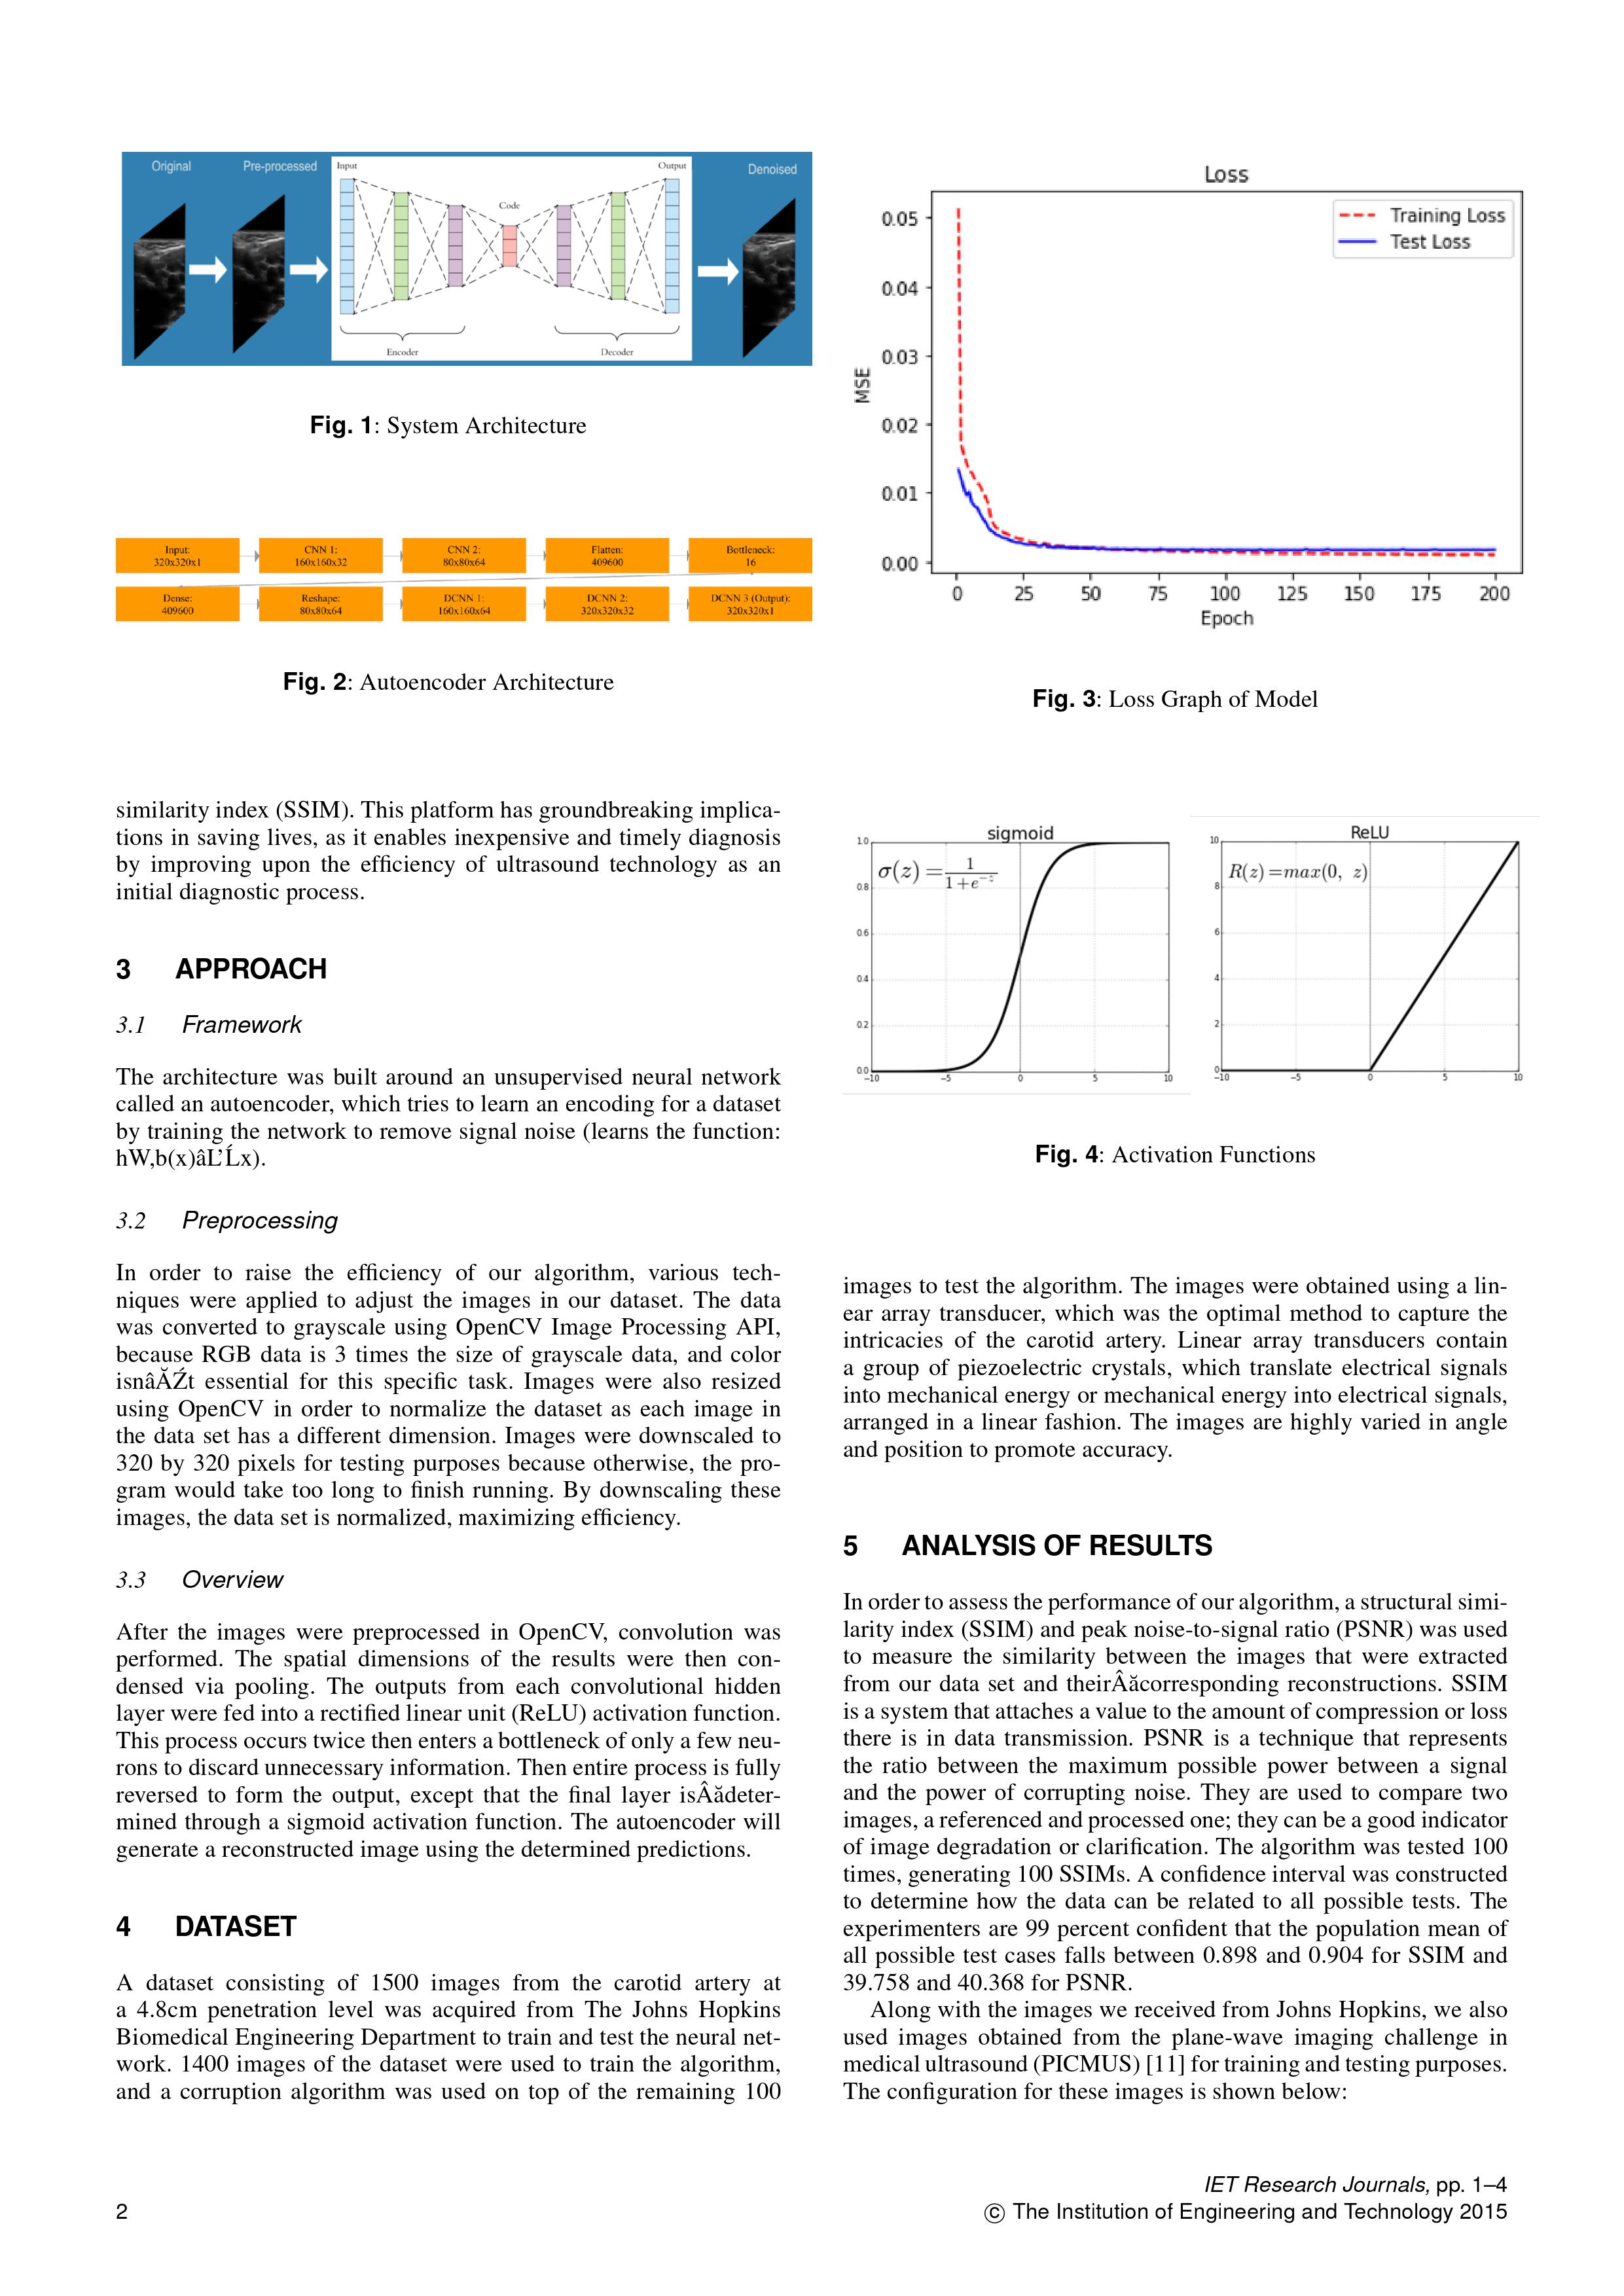 Original
Pre-processed
Input
Output
Denoised
Code
Encoder
Decoder
Fig. 1: System Architecture
Input:
320x320x1
CNN 1:
160x160x32
CNN 2:
80x80x64
Flatten:
409600
Bottleneck:
16
Dense:
409600
Reshape:
80x80x64
DCNN 1:
160x160x64
DCNN 2:
320x320x32
DCNN 3 (Output):
320x320x1
Fig. 2: Autoencoder Architecture
similarity index (SSIM). This platform has groundbreaking implica-
tions in saving lives, as it enables inexpensive and timely diagnosis
by improving upon the efficiency of ultrasound technology as an
initial diagnostic process.
3 APPROACH
3.1 Framework
The architecture was built around an unsupervised neural network
called an autoencoder, which tries to learn an encoding for a dataset
by training the network to remove signal noise (learns the function:
hW,b(x)âĽĹx).
3.2 Preprocessing
In order to raise the efficiency of our algorithm, various tech-
niques were applied to adjust the images in our dataset. The data
was converted to grayscale using OpenCV Image Processing API,
because RGB data is 3 times the size of grayscale data, and color
isnâĂŹt essential for this specific task. Images were also resized
using OpenCV in order to normalize the dataset as each image in
the data set has a different dimension. Images were downscaled to
320 by 320 pixels for testing purposes because otherwise, the pro-
gram would take too long to finish running. By downscaling these
images, the data set is normalized, maximizing efficiency.
3.3 Overview
After the images were preprocessed in OpenCV, convolution was
performed. The spatial dimensions of the results were then con-
densed via pooling. The outputs from each convolutional hidden
layer were fed into a rectified linear unit (ReLU) activation function.
This process occurs twice then enters a bottleneck of only a few neu-
rons to discard unnecessary information. Then entire process is fully
reversed to form the output, except that the final layer isÂădeter-
mined through a sigmoid activation function. The autoencoder will
generate a reconstructed image using the determined predictions.
4 DATASET
A dataset consisting of 1500 images from the carotid artery at
a 4.8cm penetration level was acquired from The Johns Hopkins
Biomedical Engineering Department to train and test the neural net-
work. 1400 images of the dataset were used to train the algorithm,
and a corruption algorithm was used on top of the remaining 100
Loss
Training Loss
Test Loss
0.05
0.04
0.03
0.02
0.01
0.00
MSE
0 25 50 75 100 125 150 175 200
Epoch
Fig. 3: Loss Graph of Model
sigmoid
σ(z) = 1/(1+e^-z)
1.0
0.8
0.6
0.4
0.2
0.0
-10 -5 0 5 10
ReLU
R(z) = max(0, z)
10
8
6
4
2
0
-10 -5 0 5 10
Fig. 4: Activation Functions
images to test the algorithm. The images were obtained using a lin-
ear array transducer, which was the optimal method to capture the
intricacies of the carotid artery. Linear array transducers contain
a group of piezoelectric crystals, which translate electrical signals
into mechanical energy or mechanical energy into electrical signals,
arranged in a linear fashion. The images are highly varied in angle
and position to promote accuracy.
5 ANALYSIS OF RESULTS
In order to assess the performance of our algorithm, a structural simi-
larity index (SSIM) and peak noise-to-signal ratio (PSNR) was used
to measure the similarity between the images that were extracted
from our data set and theirÂăcorresponding reconstructions. SSIM
is a system that attaches a value to the amount of compression or loss
there is in data transmission. PSNR is a technique that represents
the ratio between the maximum possible power between a signal
and the power of corrupting noise. They are used to compare two
images, a referenced and processed one; they can be a good indicator
of image degradation or clarification. The algorithm was tested 100
times, generating 100 SSIMs. A confidence interval was constructed
to determine how the data can be related to all possible tests. The
experimenters are 99 percent confident that the population mean of
all possible test cases falls between 0.898 and 0.904 for SSIM and
39.758 and 40.368 for PSNR.
Along with the images we received from Johns Hopkins, we also
used images obtained from the plane-wave imaging challenge in
medical ultrasound (PICMUS) [11] for training and testing purposes.
The configuration for these images is shown below:
IET Research Journals, pp. 1–4
2
© The Institution of Engineering and Technology 2015